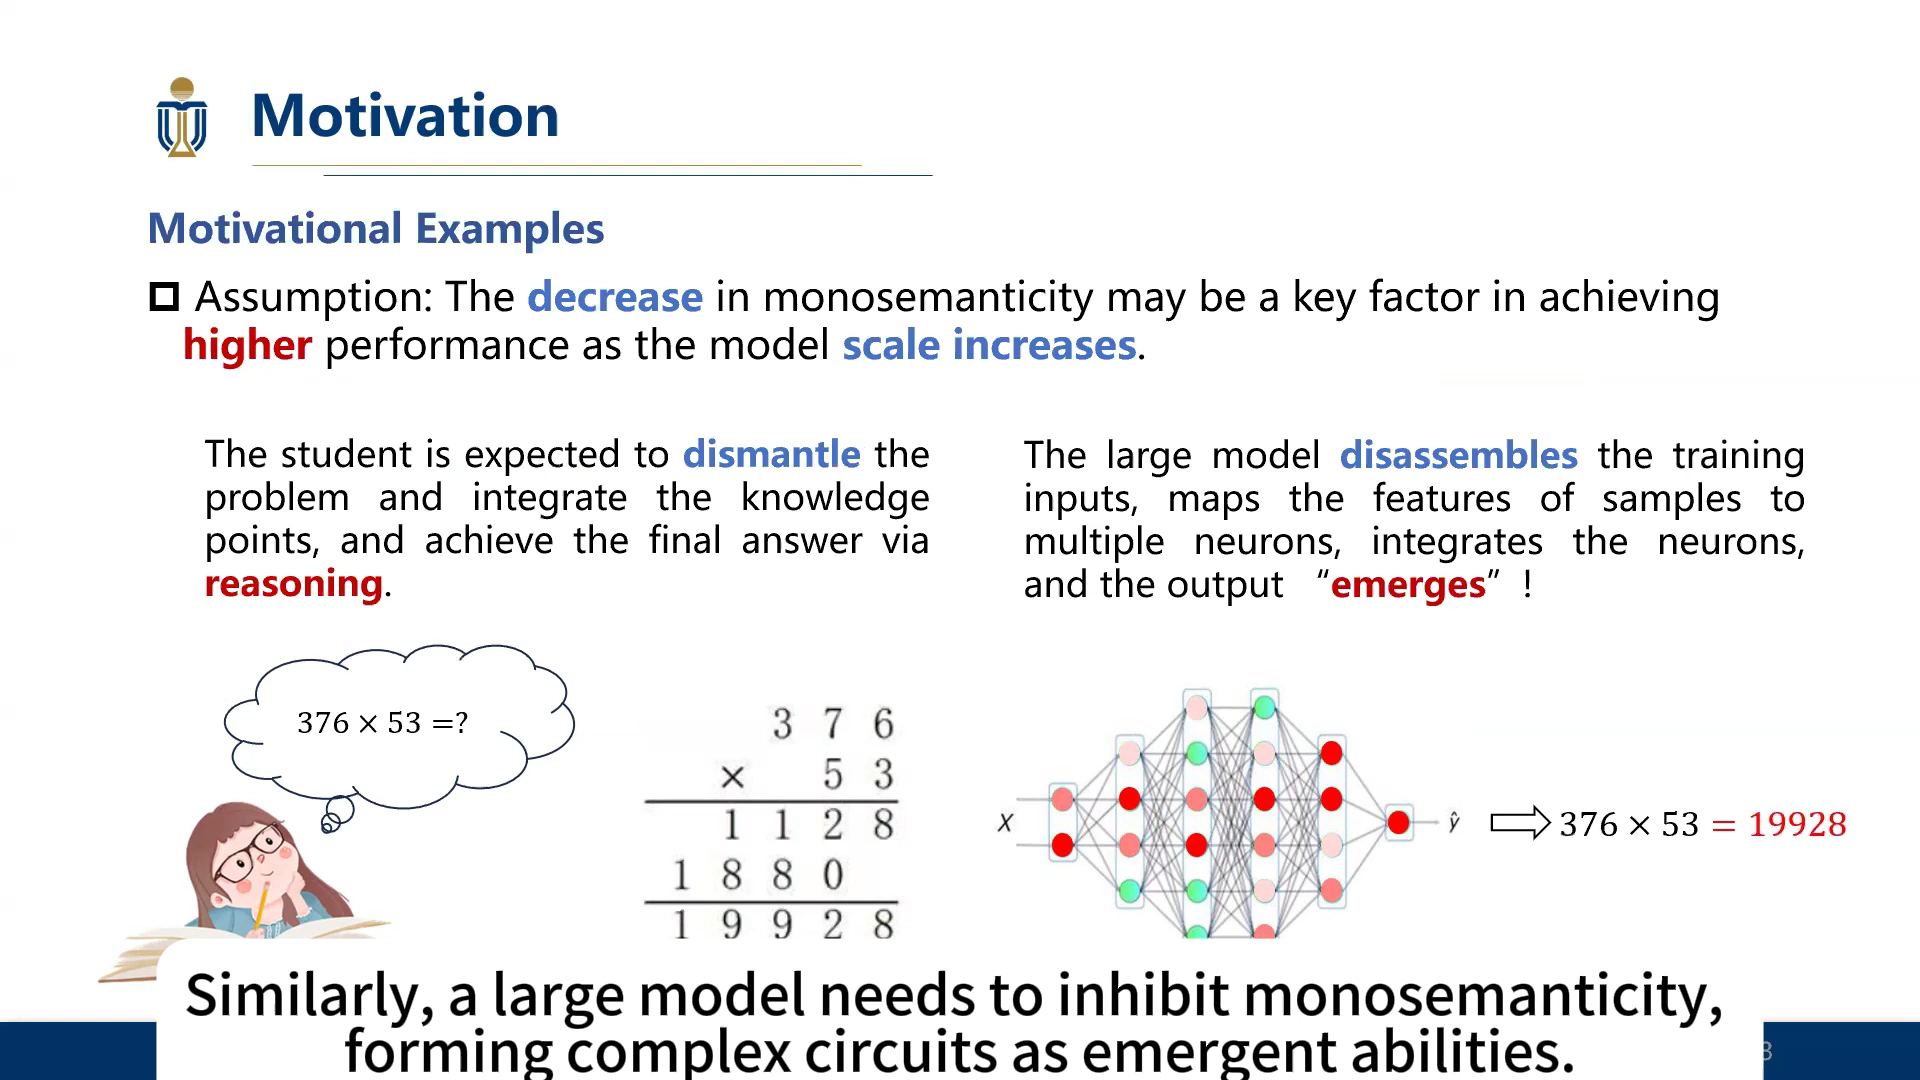 Motivation
Motivational Examples
Assumption: The decrease in monosemanticity may be a key factor in achieving
higher performance as the model scale increases.
The student is expected to dismantle the
problem and integrate the knowledge
points, and achieve the final answer via
reasoning.
The large model disassembles the training
inputs, maps the features of samples to
multiple neurons, integrates the neurons,
and the output “emerges”!
376 × 53 =?
3 7 6
× 5 3
1 1 2 8
1 8 8 0
1 9 9 2 8
X
ŷ
376 × 53 = 19928
Similarly, a large model needs to inhibit monosemanticity,
forming complex circuits as emergent abilities.